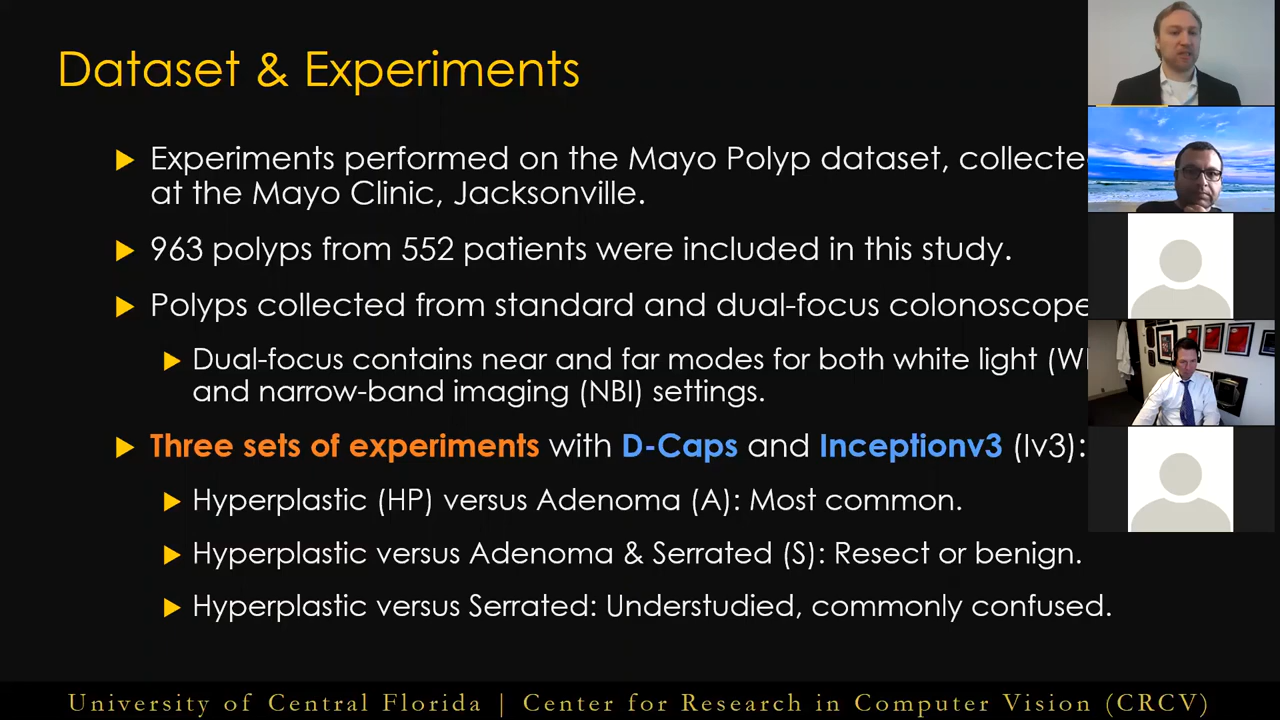 Dataset & Experiments
Experiments performed on the Mayo Polyp dataset, collecte
at the Mayo Clinic, Jacksonville.
963 polyps from 552 patients were included in this study.
Polyps collected from standard and dual-focus colonoscope
Dual-focus contains near and far modes for both white light (W
and narrow-band imaging (NBI) settings.
Three sets of experiments with D-Caps and Inceptionv3 (Iv3):
Hyperplastic (HP) versus Adenoma (A): Most common.
Hyperplastic versus Adenoma & Serrated (S): Resect or benign.
Hyperplastic versus Serrated: Understudied, commonly confused.
University of Central Florida | Center for Research in Computer Vision (CRCV)